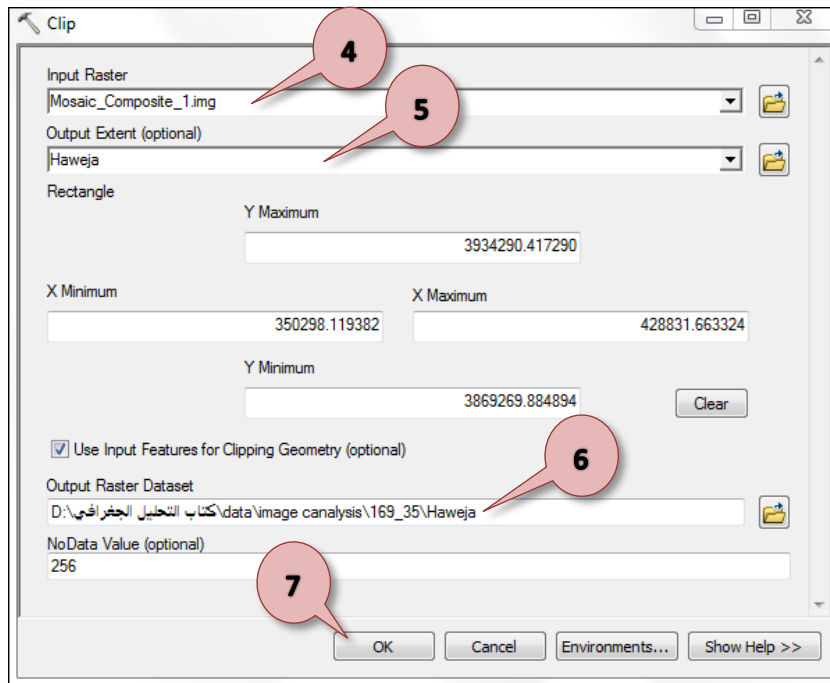 Clip
4
Input Raster
Mosaic_Composite_1.img
5
Output Extent (optional)
Haweja
Rectangle
Y Maximum
3934290.417290
X Minimum
X Maximum
350298.119382
428831.663324
Y Minimum
3869269.884894
Clear
Use Input Features for Clipping Geometry (optional)
6
Output Raster Dataset
D:\كتاب التحليل الجغرافي\data\image canalysis\169_35\Haweja
NoData Value (optional)
256
7
OK
Cancel
Environments...
Show Help >>